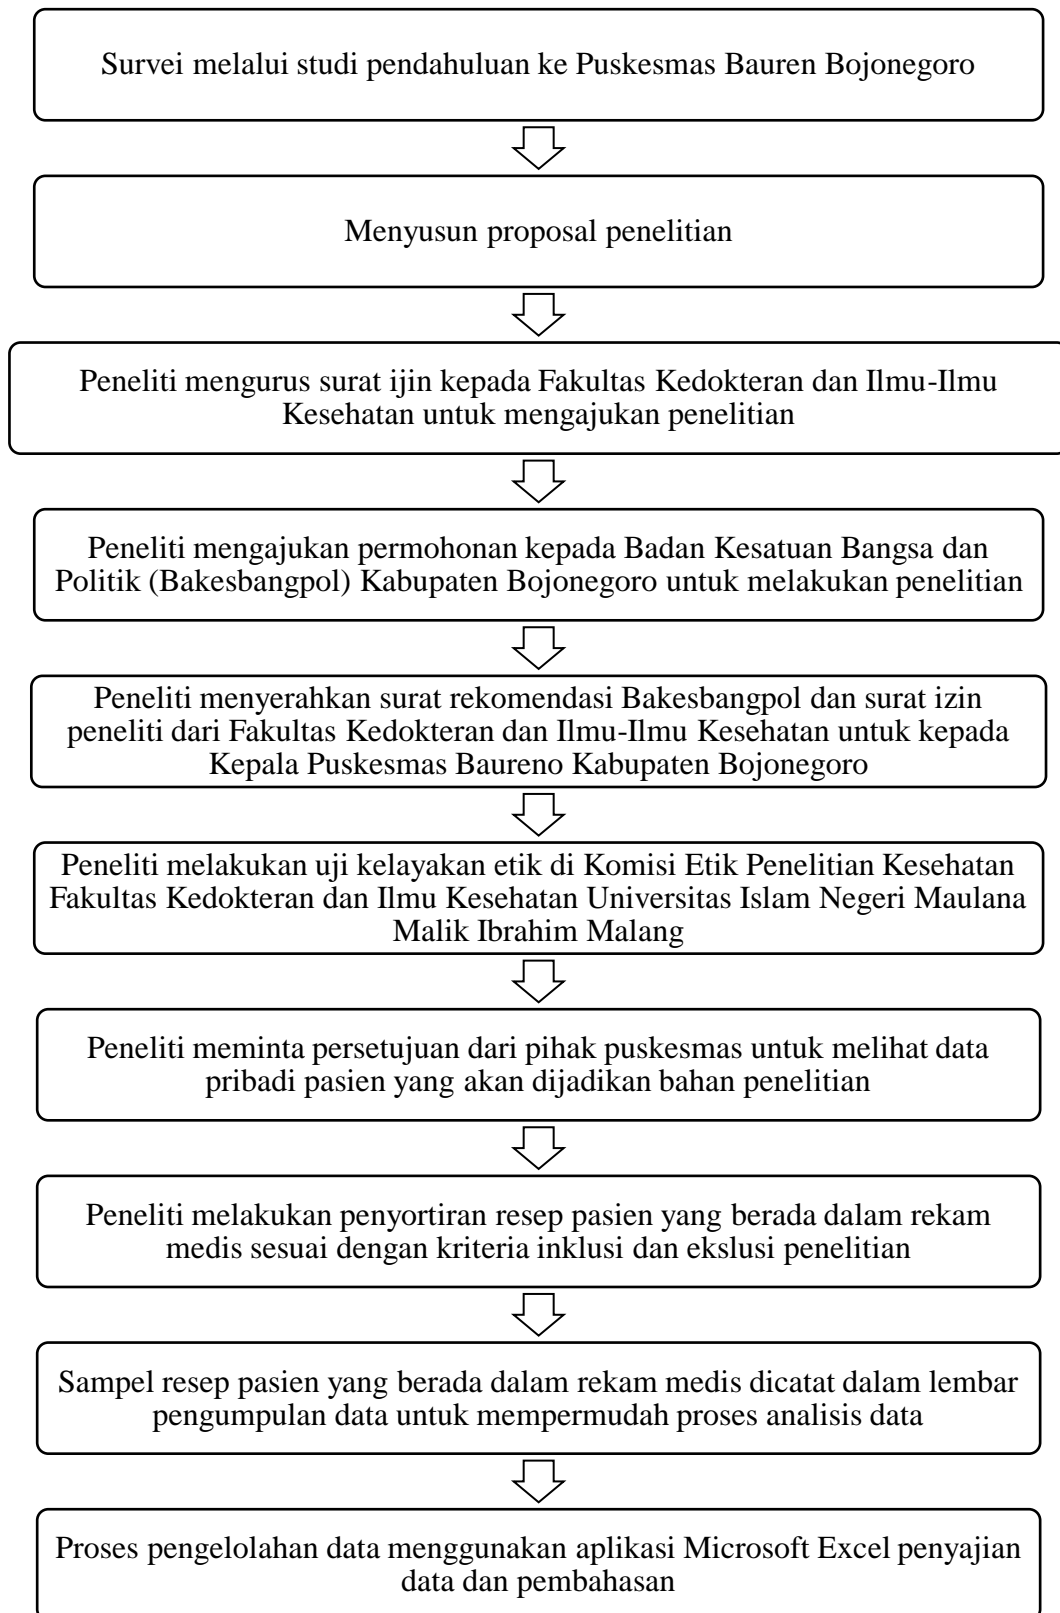 Survei melalui studi pendahuluan ke Puskesmas Bauren Bojonegoro
Menyusun proposal penelitian
Peneliti mengurus surat ijin kepada Fakultas Kedokteran dan Ilmu-Ilmu
Kesehatan untuk mengajukan penelitian
Peneliti mengajukan permohonan kepada Badan Kesatuan Bangsa dan
Politik (Bakesbangpol) Kabupaten Bojonegoro untuk melakukan penelitian
Peneliti menyerahkan surat rekomendasi Bakesbangpol dan surat izin
peneliti dari Fakultas Kedokteran dan Ilmu-Ilmu Kesehatan untuk kepada
Kepala Puskesmas Baureno Kabupaten Bojonegoro
Peneliti melakukan uji kelayakan etik di Komisi Etik Penelitian Kesehatan
Fakultas Kedokteran dan Ilmu Kesehatan Universitas Islam Negeri Maulana
Malik Ibrahim Malang
Peneliti meminta persetujuan dari pihak puskesmas untuk melihat data
pribadi pasien yang akan dijadikan bahan penelitian
Peneliti melakukan penyortiran resep pasien yang berada dalam rekam
medis sesuai dengan kriteria inklusi dan ekslusi penelitian
Sampel resep pasien yang berada dalam rekam medis dicatat dalam lembar
pengumpulan data untuk mempermudah proses analisis data
Proses pengelolahan data menggunakan aplikasi Microsoft Excel penyajian
data dan pembahasan